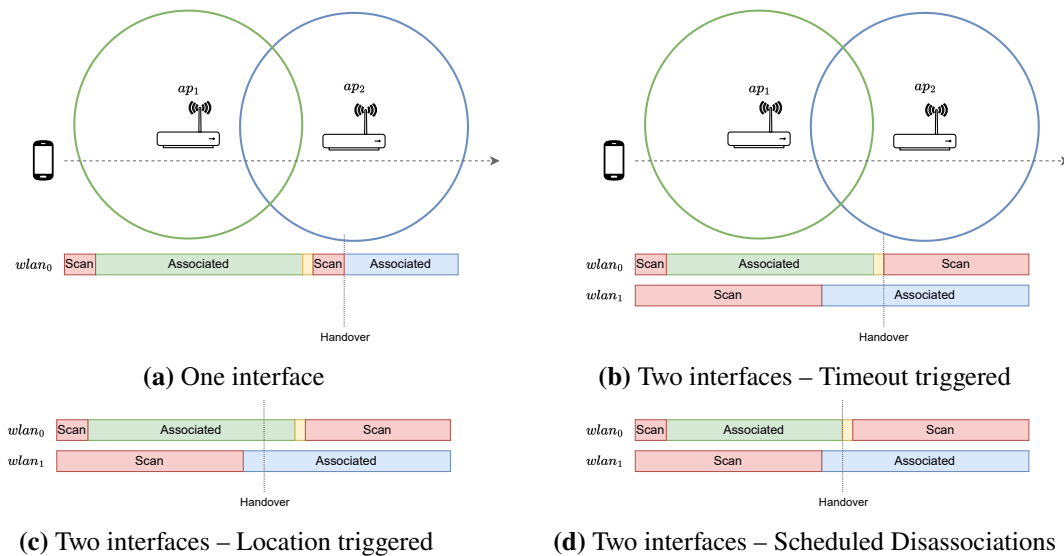 ap₁
ap₂
wlan₀ Scan Associated Scan Associated
Handover
(a) One interface
ap₁
ap₂
wlan₀ Scan Associated Scan
wlan₁ Scan Associated
Handover
(b) Two interfaces – Timeout triggered
wlan₀ Scan Associated Scan
wlan₁ Scan Associated
Handover
(c) Two interfaces – Location triggered
wlan₀ Scan Associated Scan
wlan₁ Scan Associated
Handover
(d) Two interfaces – Scheduled Disassociations